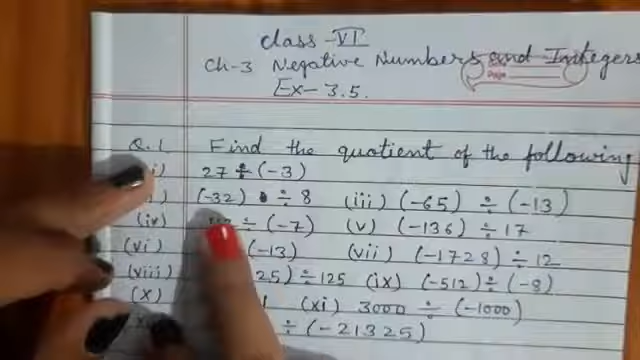 Class - VI
Ch-3 Negative Numbers and Integers
Ex- 3.5.
Q.1 Find the quotient of the following
i) 27 ÷ (-3)
(-32) ÷ 8 (iii) (-65) ÷ (-13)
(iv) ÷ (-7) (v) (-136) ÷ 17
(vi) (-13) (vii) (-1728) ÷ 12
(viii) 25) ÷ 125 (ix) (-512) ÷ (-8)
(x) 1 (xi) 3000 ÷ (-1000)
÷ (-21325)